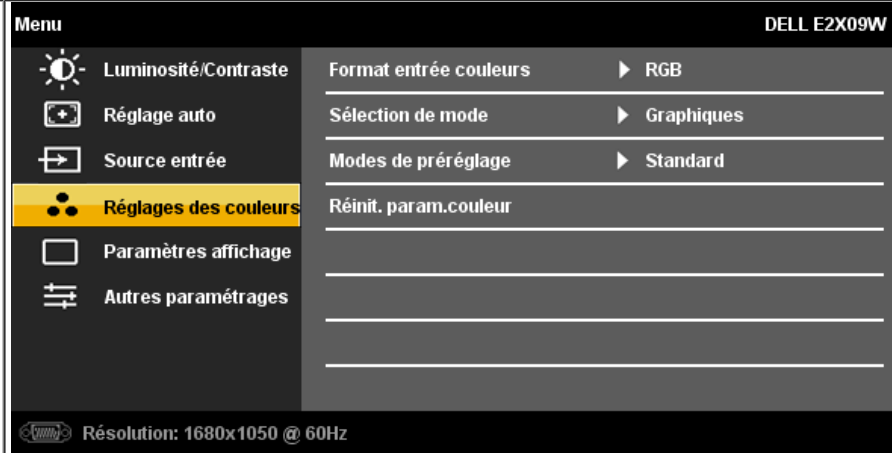 Menu DELL E2X09W
Luminosité/Contraste Format entrée couleurs RGB
Réglage auto Sélection de mode Graphiques
Source entrée Modes de préréglage Standard
Réglages des couleurs Réinit. param.couleur
Paramètres affichage
Autres paramétrages
Résolution: 1680x1050 @ 60Hz